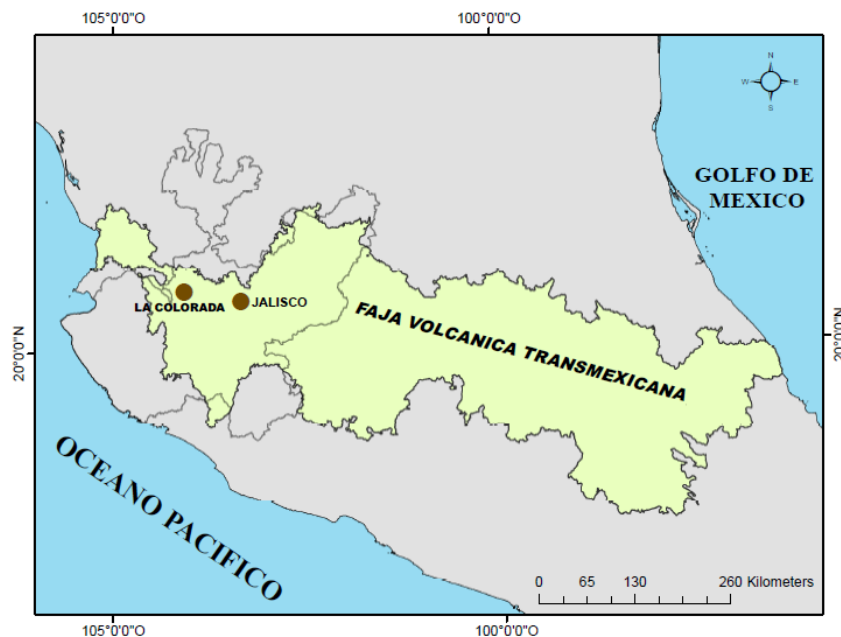 105°0'0"O
100°0'0"O
N
W
E
S
GOLFO DE
MEXICO
LA COLORADA
JALISCO
FAJA VOLCANICA TRANSMEXICANA
20°0'0"N
20°0'0"N
OCEANO PACIFICO
0 65 130 260 Kilometers
105°0'0"O
100°0'0"O